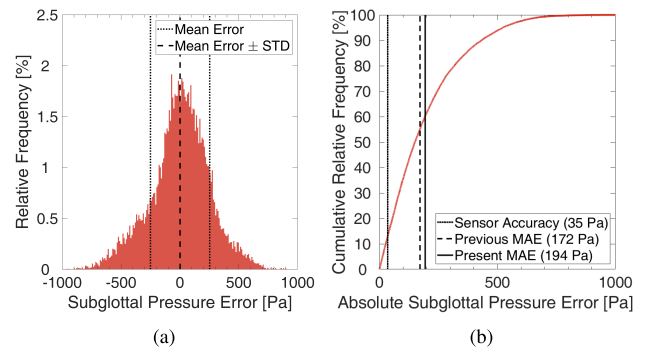 2.5
2
1.5
1
0.5
0
Relative Frequency [%]
Mean Error
Mean Error ± STD
-1000 -500 0 500 1000
Subglottal Pressure Error [Pa]
(a)
100
90
80
70
60
50
40
30
20
10
0
Cumulative Relative Frequency [%]
Sensor Accuracy (35 Pa)
Previous MAE (172 Pa)
Present MAE (194 Pa)
0 500 1000
Absolute Subglottal Pressure Error [Pa]
(b)